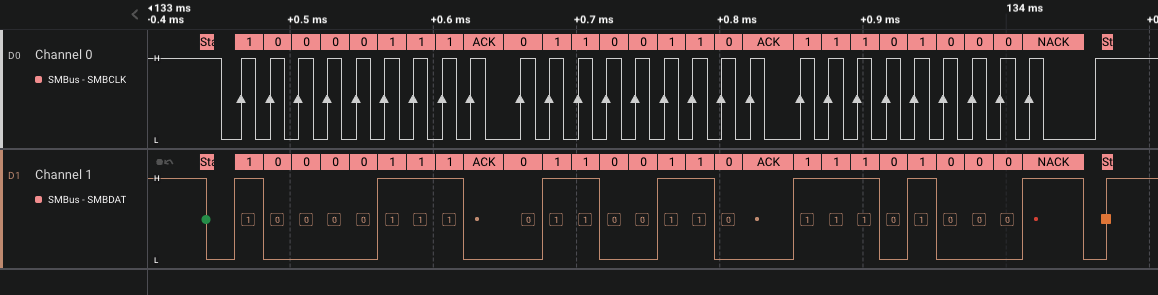 133 ms 134 ms
-0.4 ms +0.5 ms +0.6 ms +0.7 ms +0.8 ms +0.9 ms +0
Sta 1 0 0 0 0 1 1 1 ACK 0 1 1 0 0 1 1 0 ACK 1 1 1 0 1 0 0 0 NACK St
D0 Channel 0 H
SMBus - SMBCLK
L
Sta 1 0 0 0 0 1 1 1 ACK 0 1 1 0 0 1 1 0 ACK 1 1 1 0 1 0 0 0 NACK St
D1 Channel 1 H
SMBus - SMBDAT
1 0 0 0 0 1 1 1 0 1 1 0 0 1 1 0 1 1 1 0 1 0 0 0
L